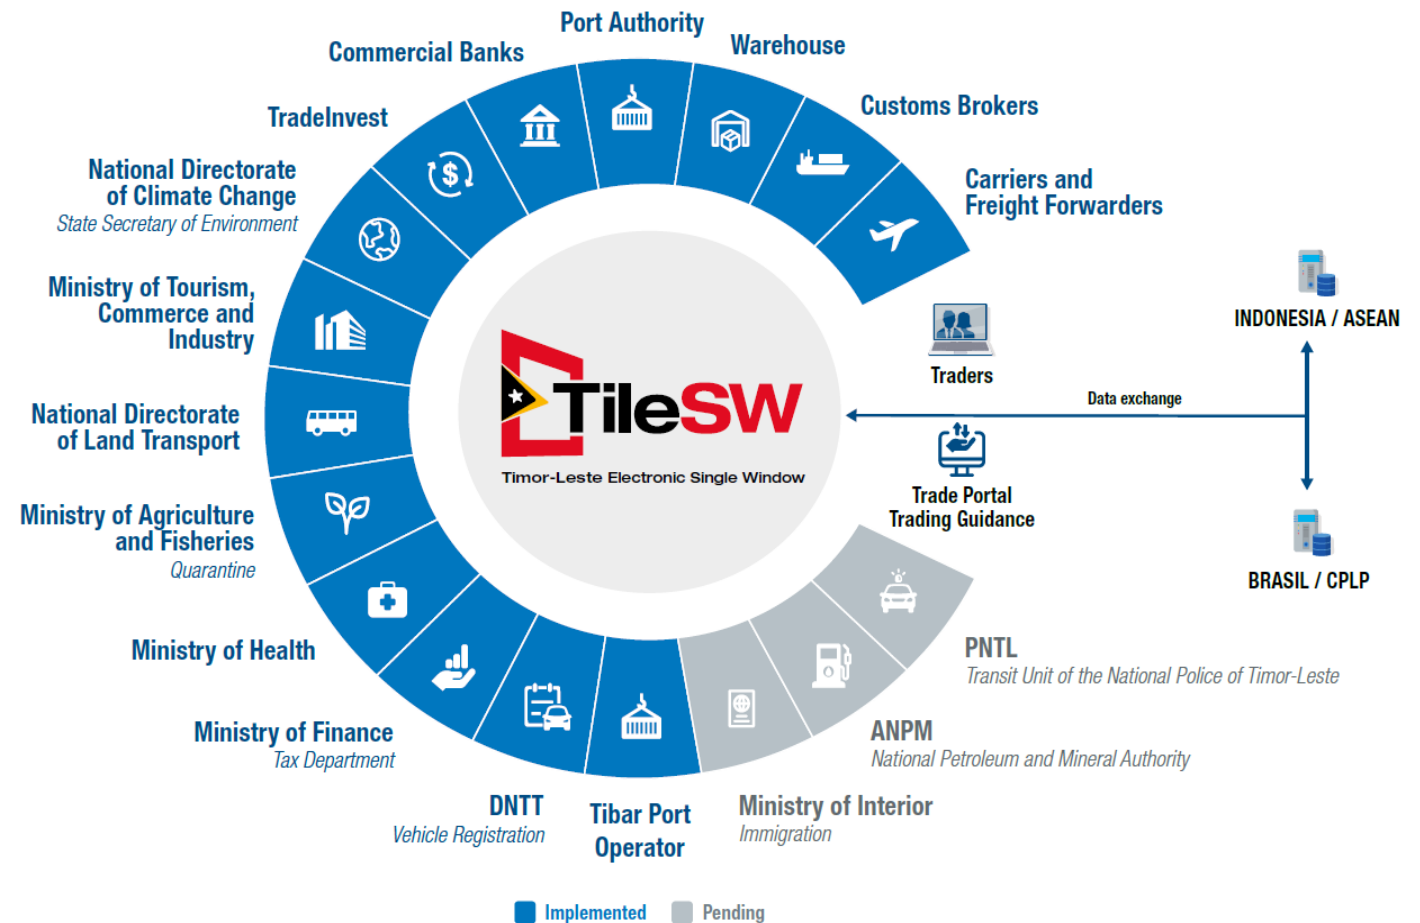 Port Authority
Commercial Banks
Warehouse
TradeInvest
Customs Brokers
National Directorate
of Climate Change
State Secretary of Environment
Carriers and
Freight Forwarders
Ministry of Tourism,
Commerce and
Industry
INDONESIA / ASEAN
Traders
Data exchange
TileSW
Timor-Leste Electronic Single Window
National Directorate
of Land Transport
Trade Portal
Trading Guidance
Ministry of Agriculture
and Fisheries
Quarantine
BRASIL / CPLP
Ministry of Health
PNTL
Transit Unit of the National Police of Timor-Leste
Ministry of Finance
Tax Department
ANPM
National Petroleum and Mineral Authority
DNTT
Vehicle Registration
Tibar Port
Operator
Ministry of Interior
Immigration
Implemented
Pending